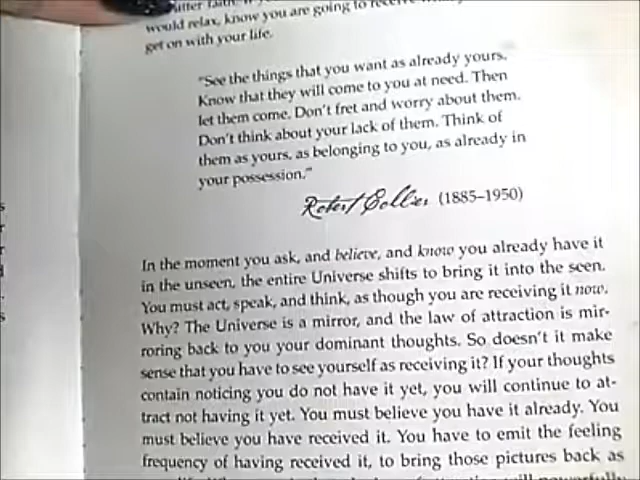 utter faith. If y
would relax, know you are going to receive
get on with your life.
"See the things that you want as already yours.
Know that they will come to you at need. Then
let them come. Don't fret and worry about them.
Don't think about your lack of them. Think of
them as yours, as belonging to you, as already in
your possession."
Robert Collier (1885–1950)
In the moment you ask, and believe, and know you already have it
in the unseen, the entire Universe shifts to bring it into the seen.
You must act, speak, and think, as though you are receiving it now.
Why? The Universe is a mirror, and the law of attraction is mir-
roring back to you your dominant thoughts. So doesn't it make
sense that you have to see yourself as receiving it? If your thoughts
contain noticing you do not have it yet, you will continue to at-
tract not having it yet. You must believe you have it already. You
must believe you have received it. You have to emit the feeling
frequency of having received it, to bring those pictures back as